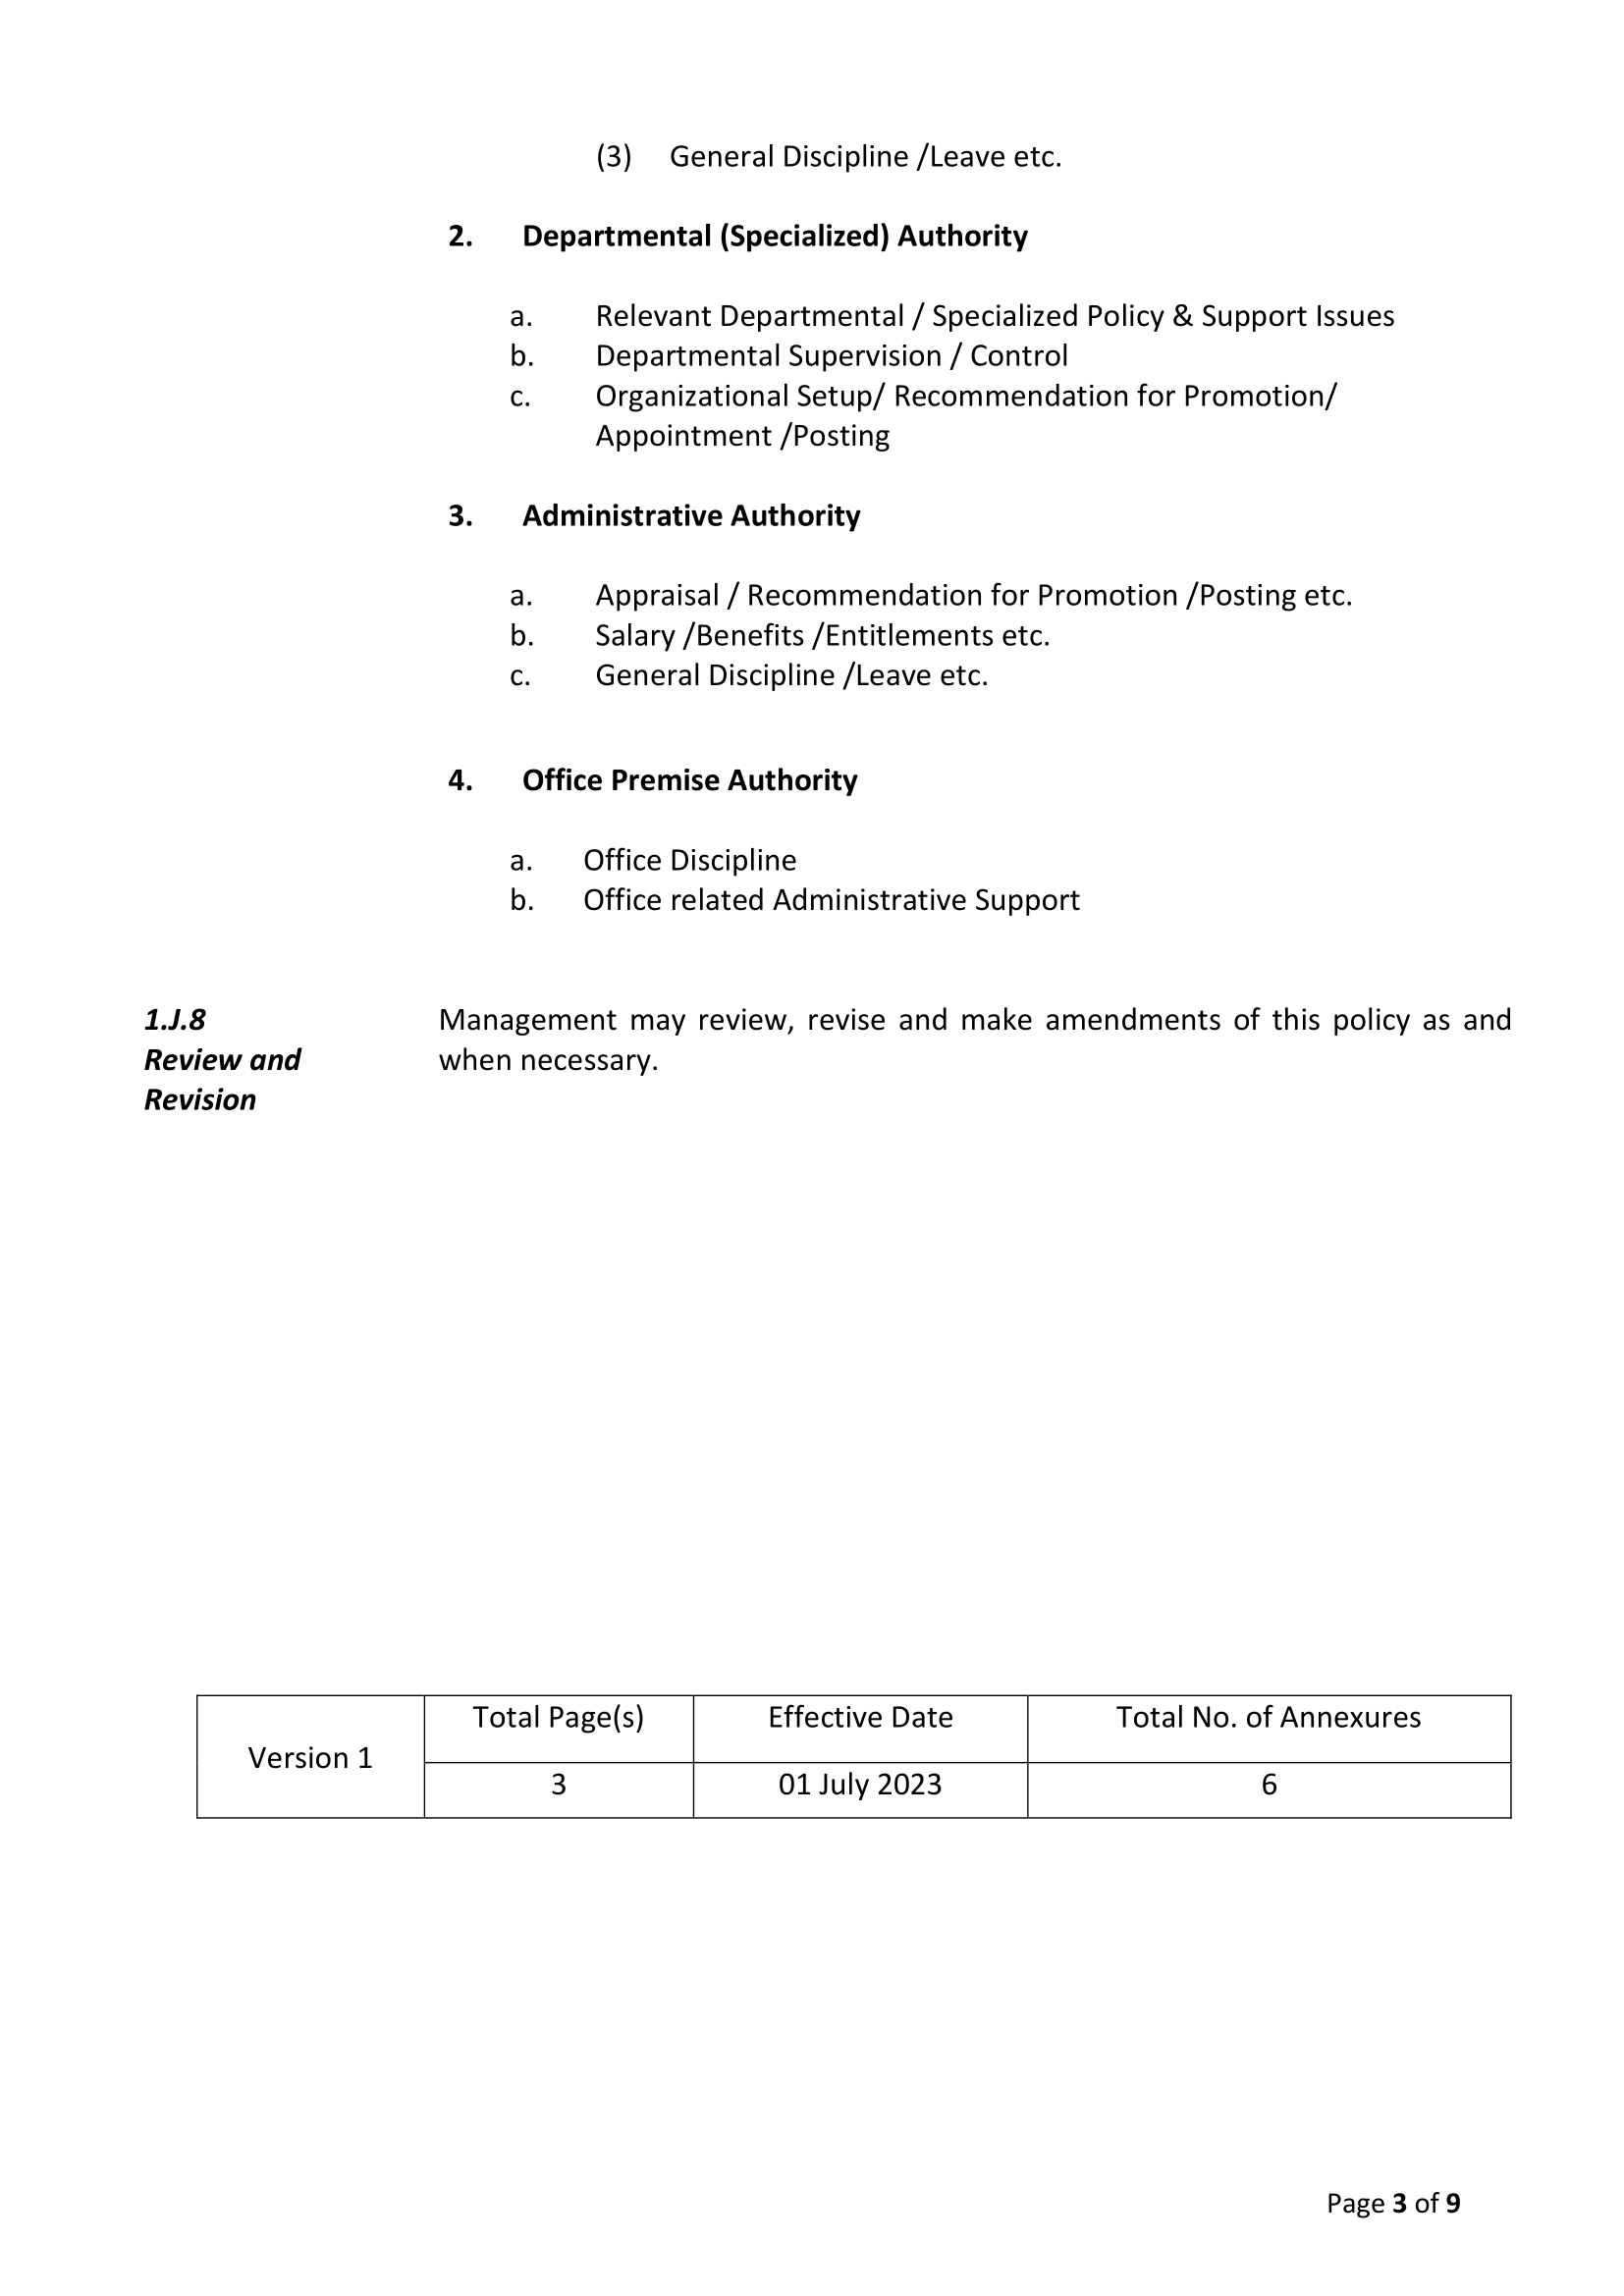 (3) General Discipline /Leave etc.
2. Departmental (Specialized) Authority
a. Relevant Departmental / Specialized Policy & Support Issues
b. Departmental Supervision / Control
c. Organizational Setup/ Recommendation for Promotion/
Appointment /Posting
3. Administrative Authority
a. Appraisal / Recommendation for Promotion /Posting etc.
b. Salary /Benefits /Entitlements etc.
c. General Discipline /Leave etc.
4. Office Premise Authority
a. Office Discipline
b. Office related Administrative Support
1.J.8
Review and
Revision
Management may review, revise and make amendments of this policy as and
when necessary.
Version 1
Total Page(s) Effective Date Total No. of Annexures
3 01 July 2023 6
Page 3 of 9